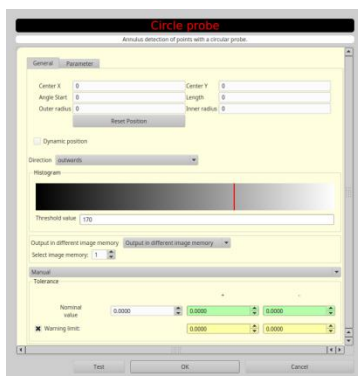 Circle probe
Annulus detection of points with a circular probe.
General Parameter
Center X 0 Center Y 0
Angle Start 0 Length 0
Outer radius 0 Inner radius 0
Reset Position
Dynamic position
Direction outwards
Histogram
Threshold value 170
Output in different image memory Output in different image memory
Select image memory: 1
Manual
Tolerance
+ -
Nominal value 0.0000 0.0000 0.0000
Warning limit: 0.0000 0.0000
Test OK Cancel